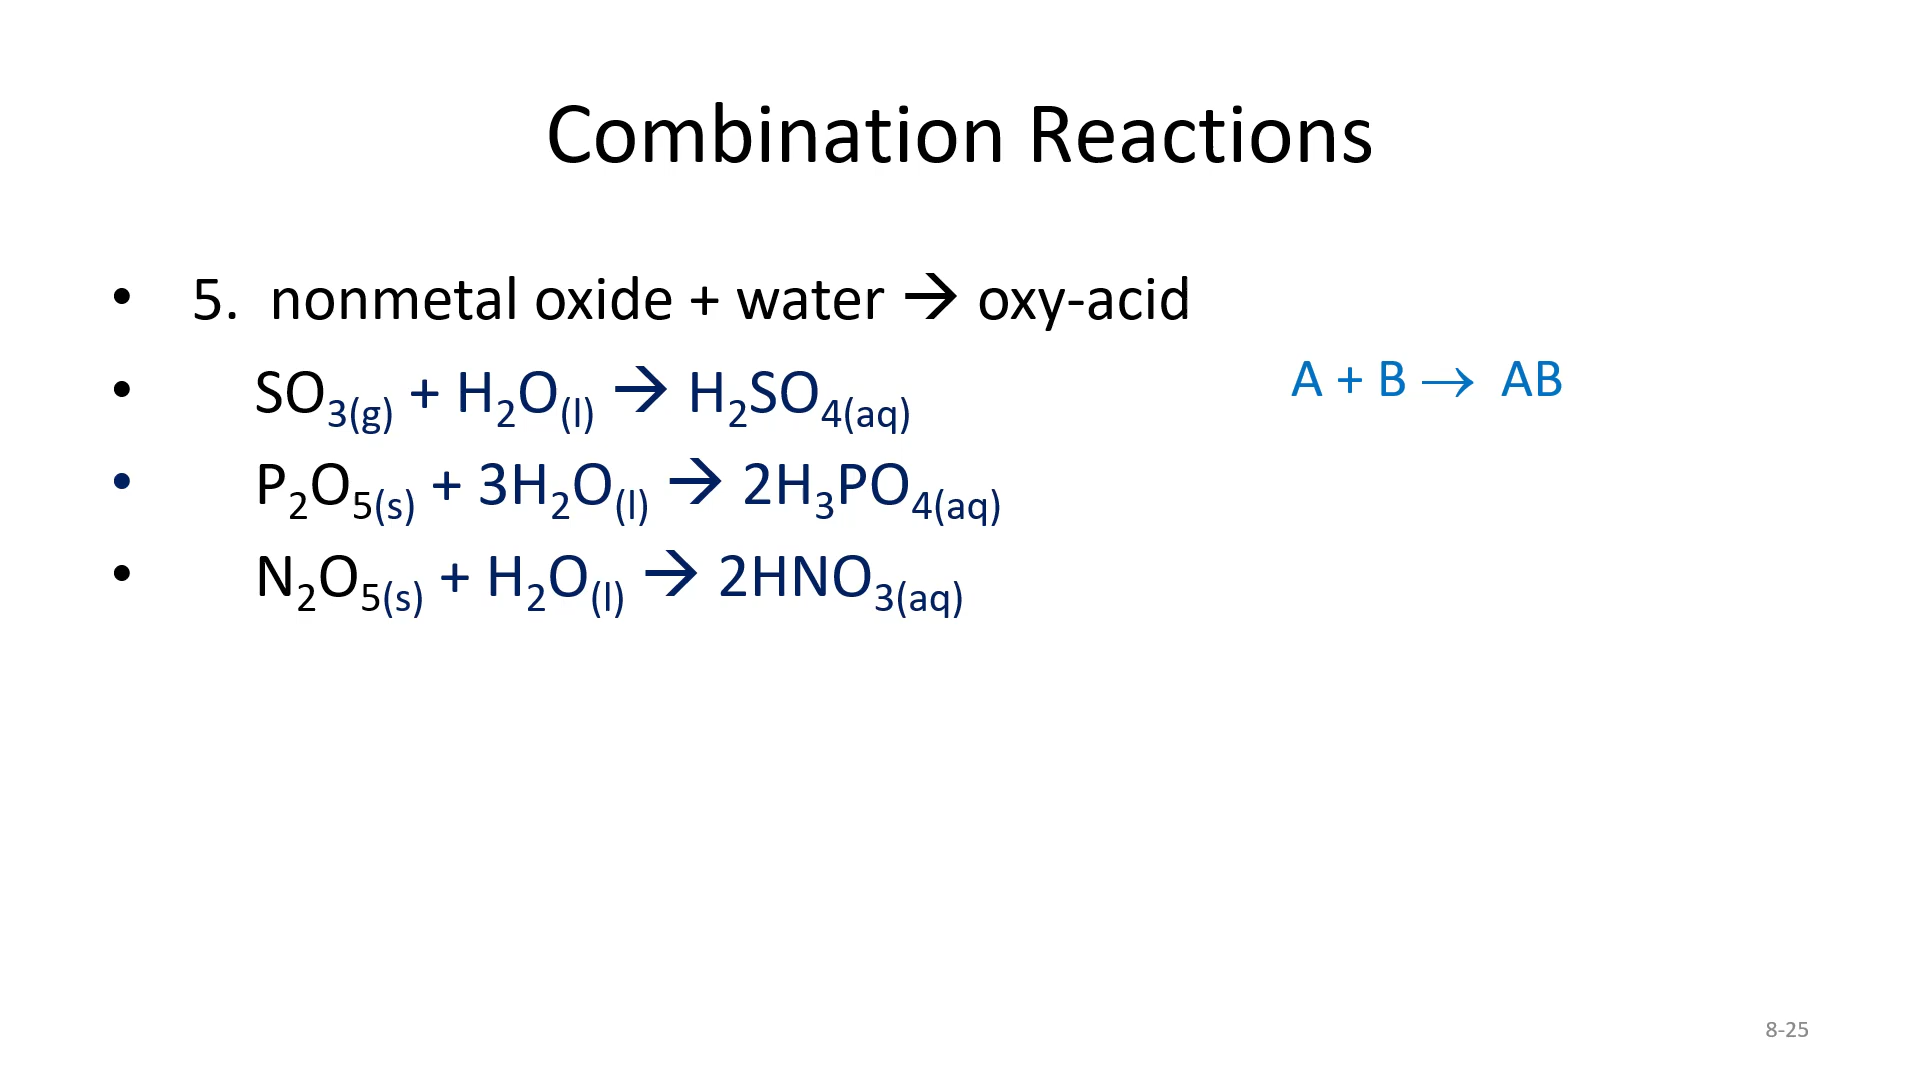 Combination Reactions
• 5. nonmetal oxide + water → oxy-acid
• SO₃(g) + H₂O(l) → H₂SO₄(aq)
A + B → AB
• P₂O₅(s) + 3H₂O(l) → 2H₃PO₄(aq)
• N₂O₅(s) + H₂O(l) → 2HNO₃(aq)
8-25